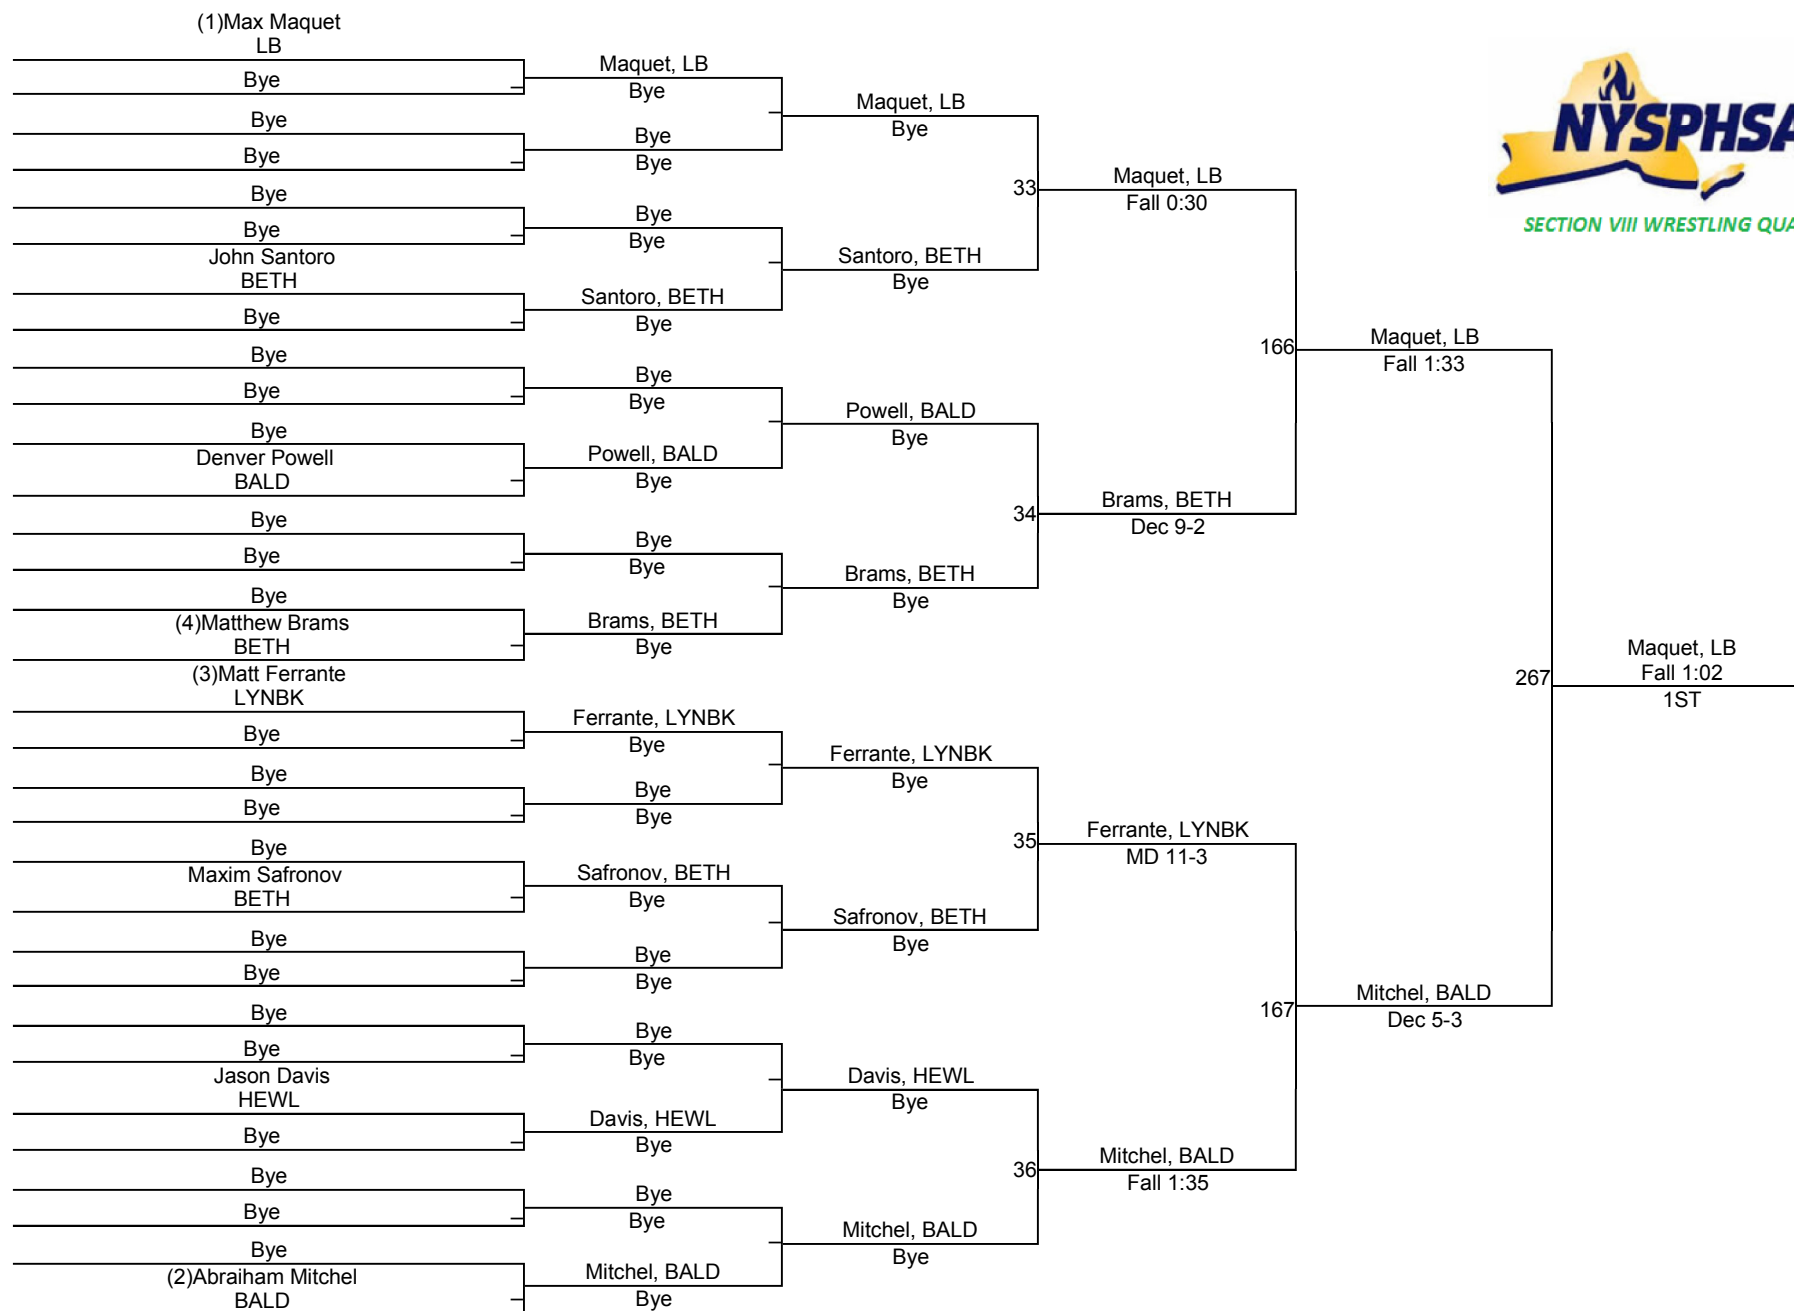 (1)Max Maquet
LB
Bye
Bye
Bye
Bye
Bye
John Santoro
BETH
Bye
Bye
Bye
Bye
Denver Powell
BALD
Bye
Bye
Bye
(4)Matthew Brams
BETH
(3)Matt Ferrante
LYNBK
Bye
Bye
Bye
Bye
Maxim Safronov
BETH
Bye
Bye
Bye
Bye
Jason Davis
HEWL
Bye
Bye
Bye
Bye
(2)Abraiham Mitchel
BALD
Maquet, LB
Bye
Bye
Bye
Bye
Bye
Santoro, BETH
Bye
Bye
Bye
Powell, BALD
Bye
Bye
Bye
Brams, BETH
Bye
Ferrante, LYNBK
Bye
Bye
Bye
Safronov, BETH
Bye
Bye
Bye
Bye
Bye
Davis, HEWL
Bye
Bye
Bye
Mitchel, BALD
Bye
Maquet, LB
Bye
33
Santoro, BETH
Bye
Powell, BALD
Bye
34
Brams, BETH
Bye
Ferrante, LYNBK
Bye
35
Safronov, BETH
Bye
Davis, HEWL
Bye
36
Mitchel, BALD
Bye
Maquet, LB
Fall 0:30
166
Brams, BETH
Dec 9-2
Ferrante, LYNBK
MD 11-3
167
Mitchel, BALD
Fall 1:35
Maquet, LB
Fall 1:33
267
Mitchel, BALD
Dec 5-3
Maquet, LB
Fall 1:02
1ST
NYSPHSA
SECTION VIII WRESTLING QUA